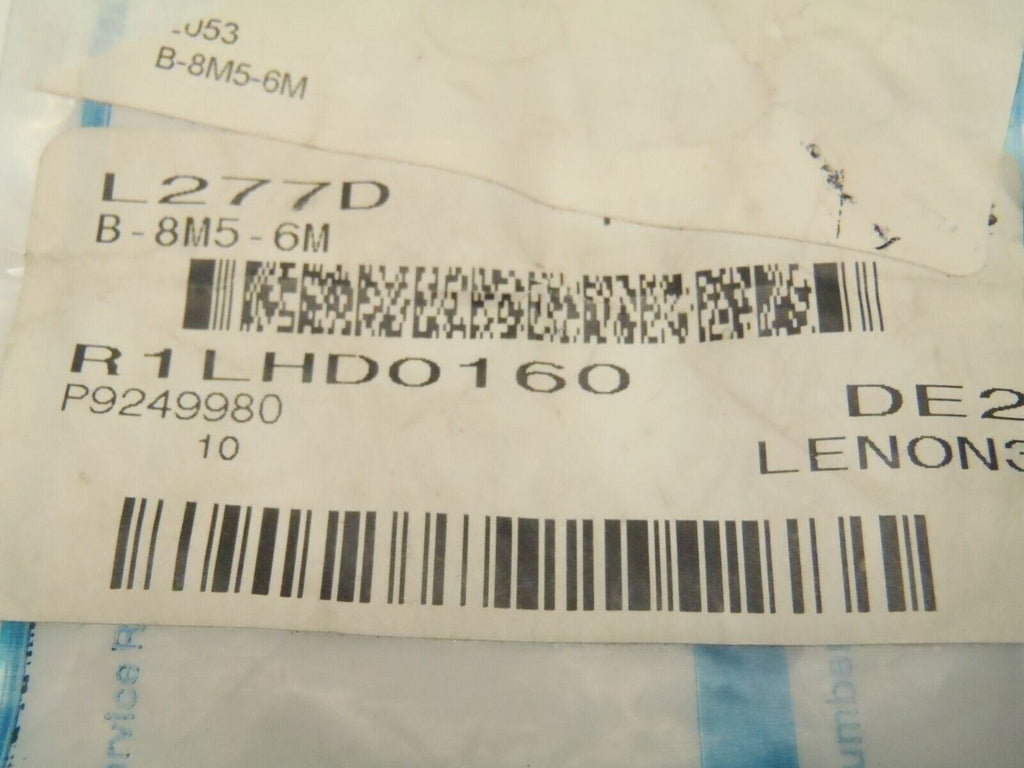 B-8M5-6M
L277D
B-8M5-6M
R1LHD0160
P9249980
10
DE2
LENON3